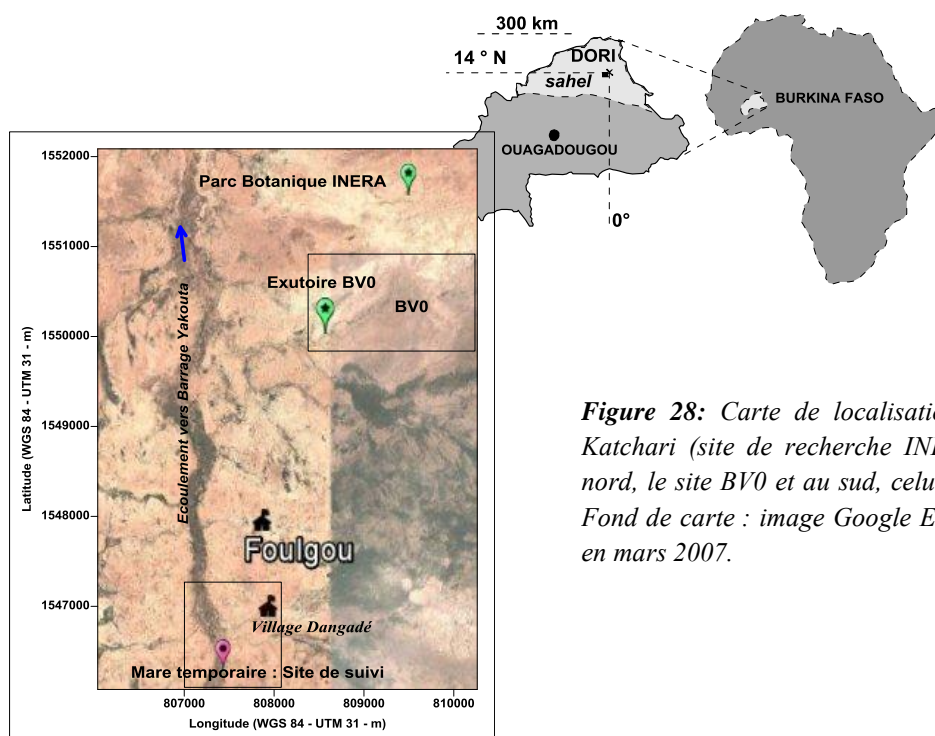 300 km
14 ° N
DORI
sahel
BURKINA FASO
OUAGADOUGOU
0°
1552000
1551000
1550000
1549000
1548000
1547000
Latitude (WGS 84 - UTM 31 - m)
Parc Botanique INERA
Exutoire BV0
BV0
Ecoulement vers Barrage Yakouta
Foulgou
Village Dangadé
Mare temporaire : Site de suivi
807000 808000 809000 810000
Longitude (WGS 84 - UTM 31 - m)
Figure 28: Carte de localisatio
Katchari (site de recherche INE
nord, le site BV0 et au sud, celu
Fond de carte : image Google E
en mars 2007.